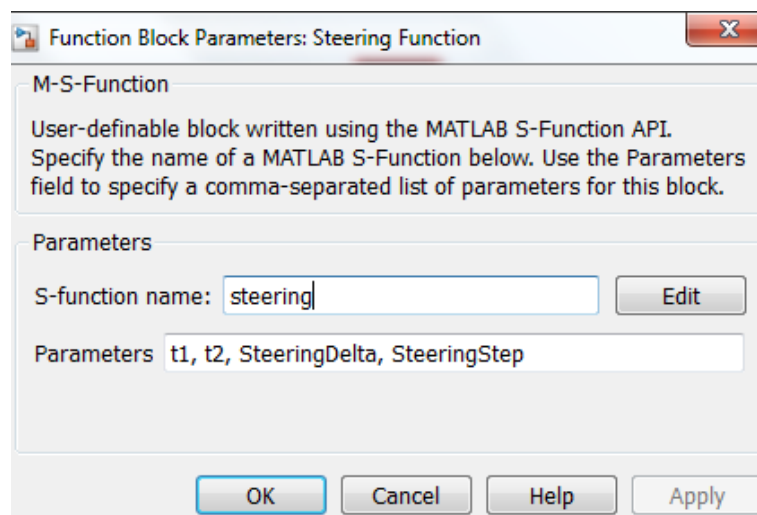 Function Block Parameters: Steering Function
M-S-Function
User-definable block written using the MATLAB S-Function API.
Specify the name of a MATLAB S-Function below. Use the Parameters
field to specify a comma-separated list of parameters for this block.
Parameters
S-function name: steering Edit
Parameters t1, t2, SteeringDelta, SteeringStep
OK Cancel Help Apply